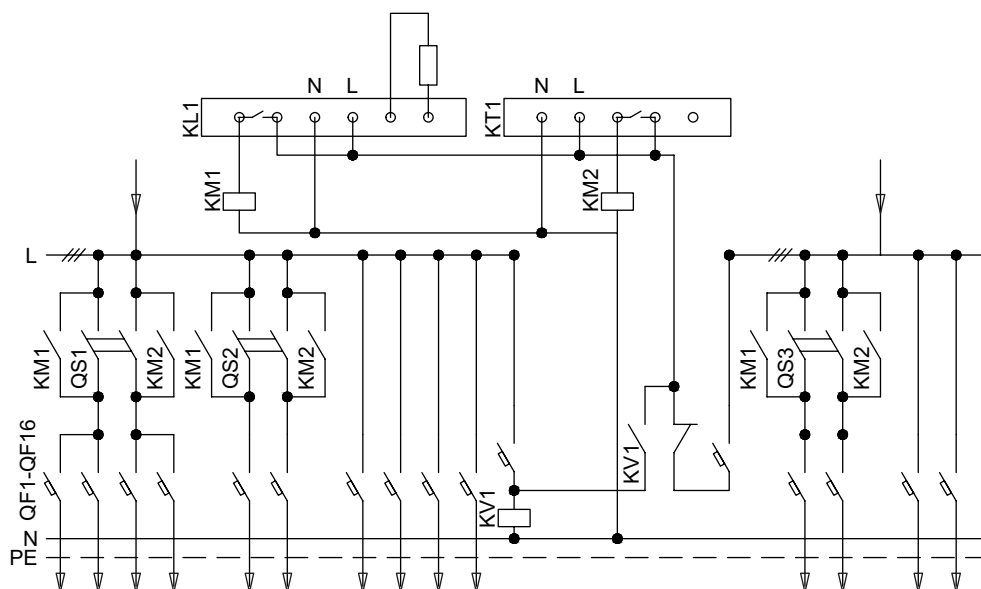 KL1
N L
KT1
N L
KM1
KM2
L
KM1
QS1
KM2
KM1
QS2
KM2
KM1
QS3
KM2
QF1-QF16
KV1
KV1
N
PE